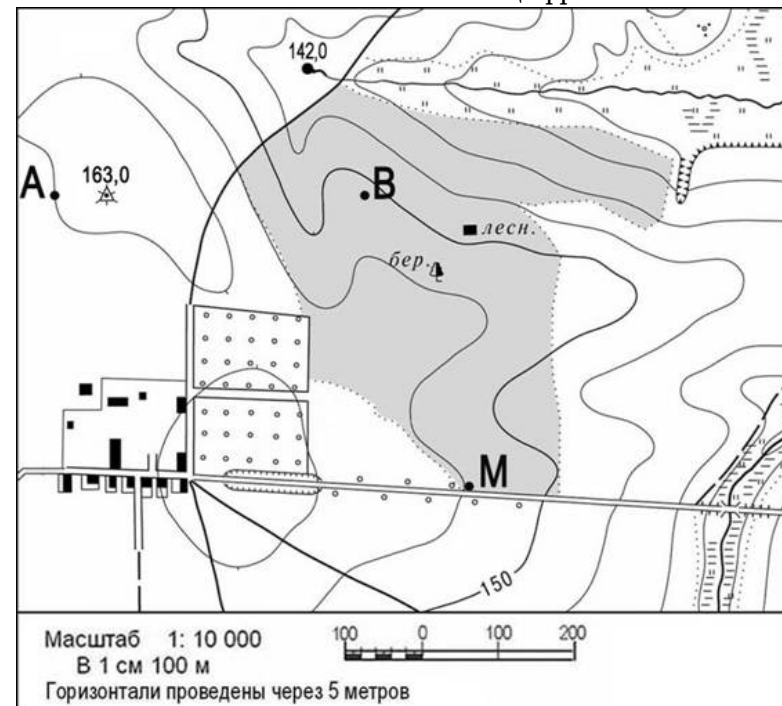 142,0
А
163,0
В
лесн.
бер.
М
150
Масштаб 1: 10 000
100 0 100 200
В 1 см 100 м
Горизонтали проведены через 5 метров